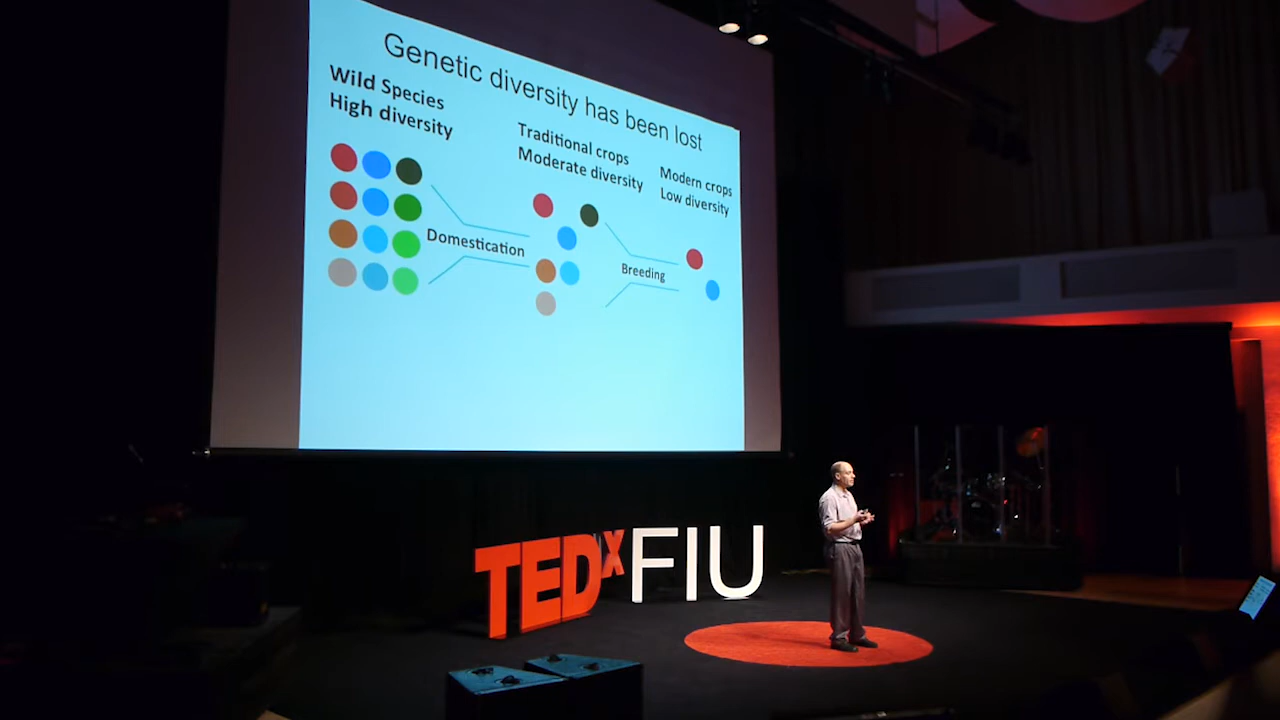 Genetic diversity has been lost
Wild Species
High diversity
Traditional crops
Moderate diversity
Modern crops
Low diversity
Domestication
Breeding
TEDx FIU